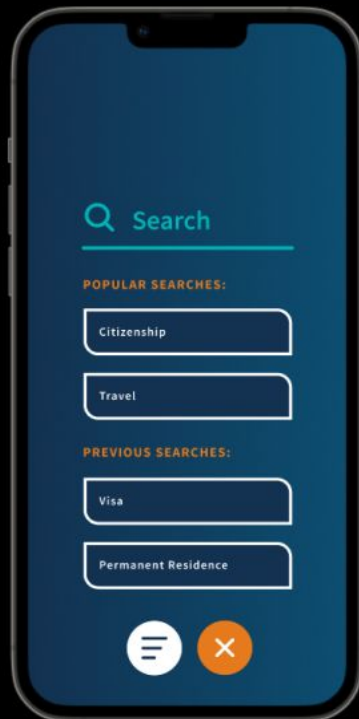 Search
POPULAR SEARCHES:
Citizenship
Travel
PREVIOUS SEARCHES:
Visa
Permanent Residence